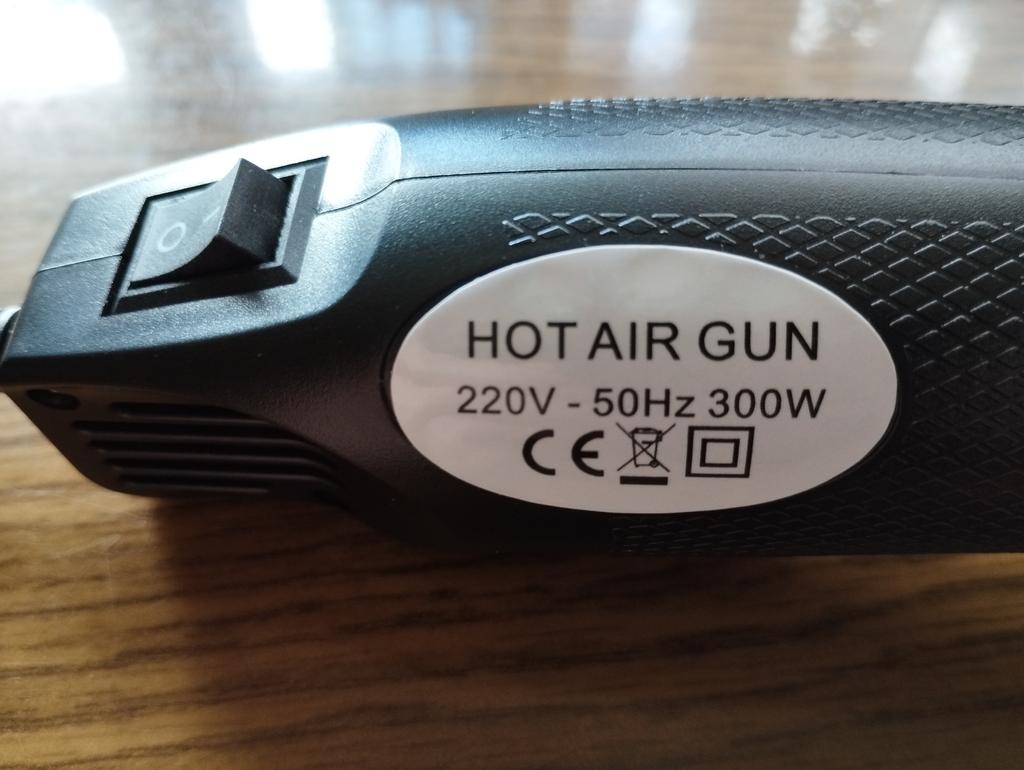 HOT AIR GUN
220V - 50Hz 300W
CE